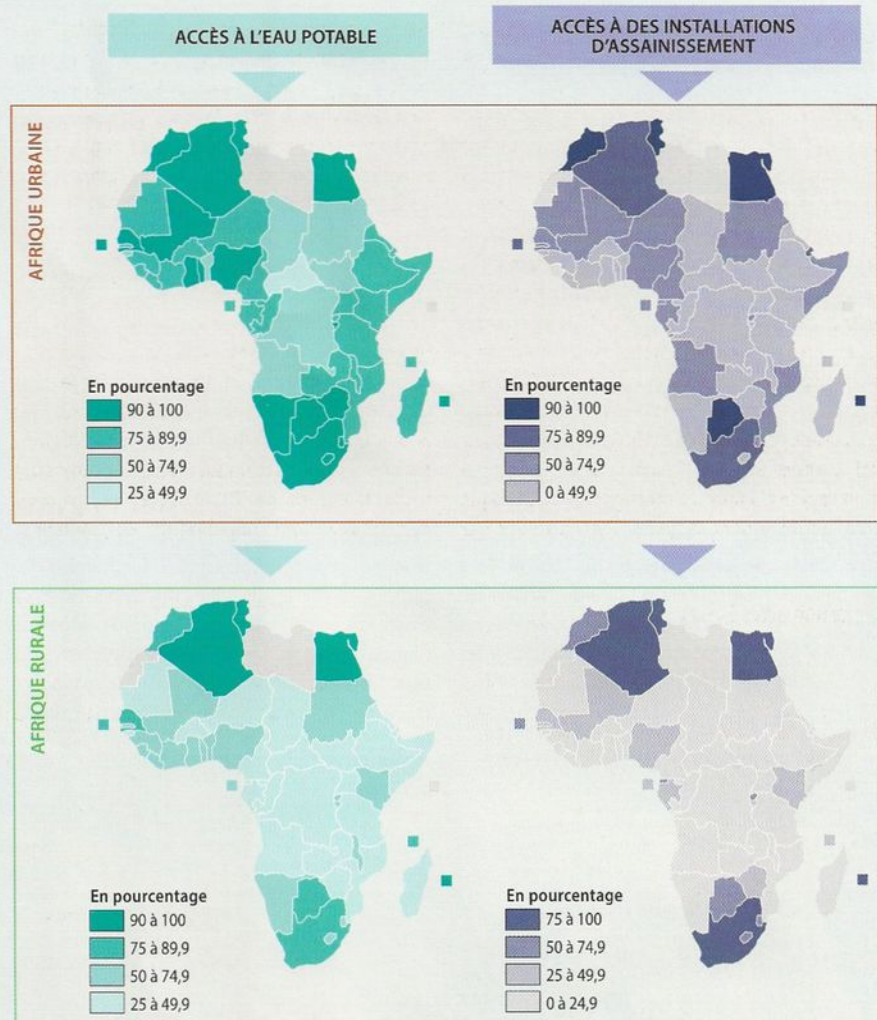 ACCÈS À L'EAU POTABLE
ACCÈS À DES INSTALLATIONS
D'ASSAINISSEMENT
AFRIQUE URBAINE
En pourcentage
90 à 100
75 à 89,9
50 à 74,9
25 à 49,9
En pourcentage
90 à 100
75 à 89,9
50 à 74,9
0 à 49,9
AFRIQUE RURALE
En pourcentage
90 à 100
75 à 89,9
50 à 74,9
25 à 49,9
En pourcentage
75 à 100
50 à 74,9
25 à 49,9
0 à 24,9